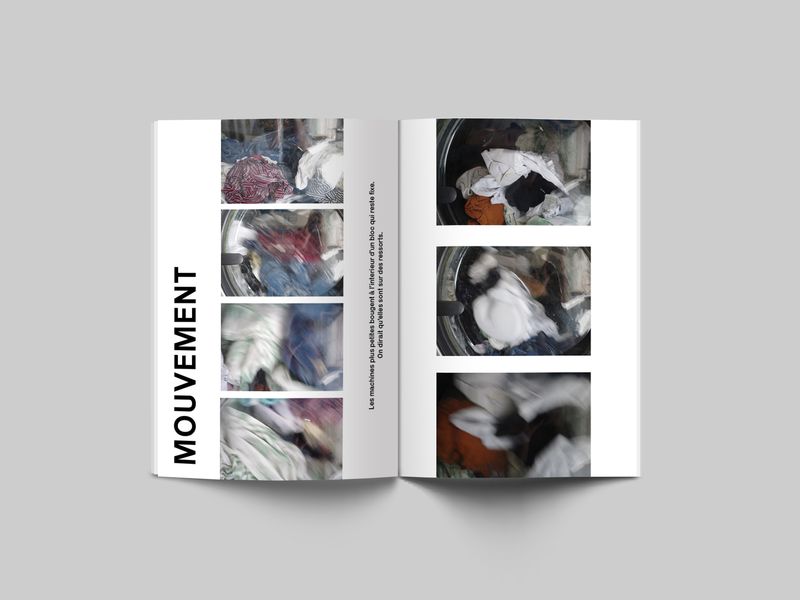 MOUVEMENT
Les machines plus petites bougent à l'interieur d'un bloc qui reste fixe.
On dirait qu'elles sont sur des ressorts.